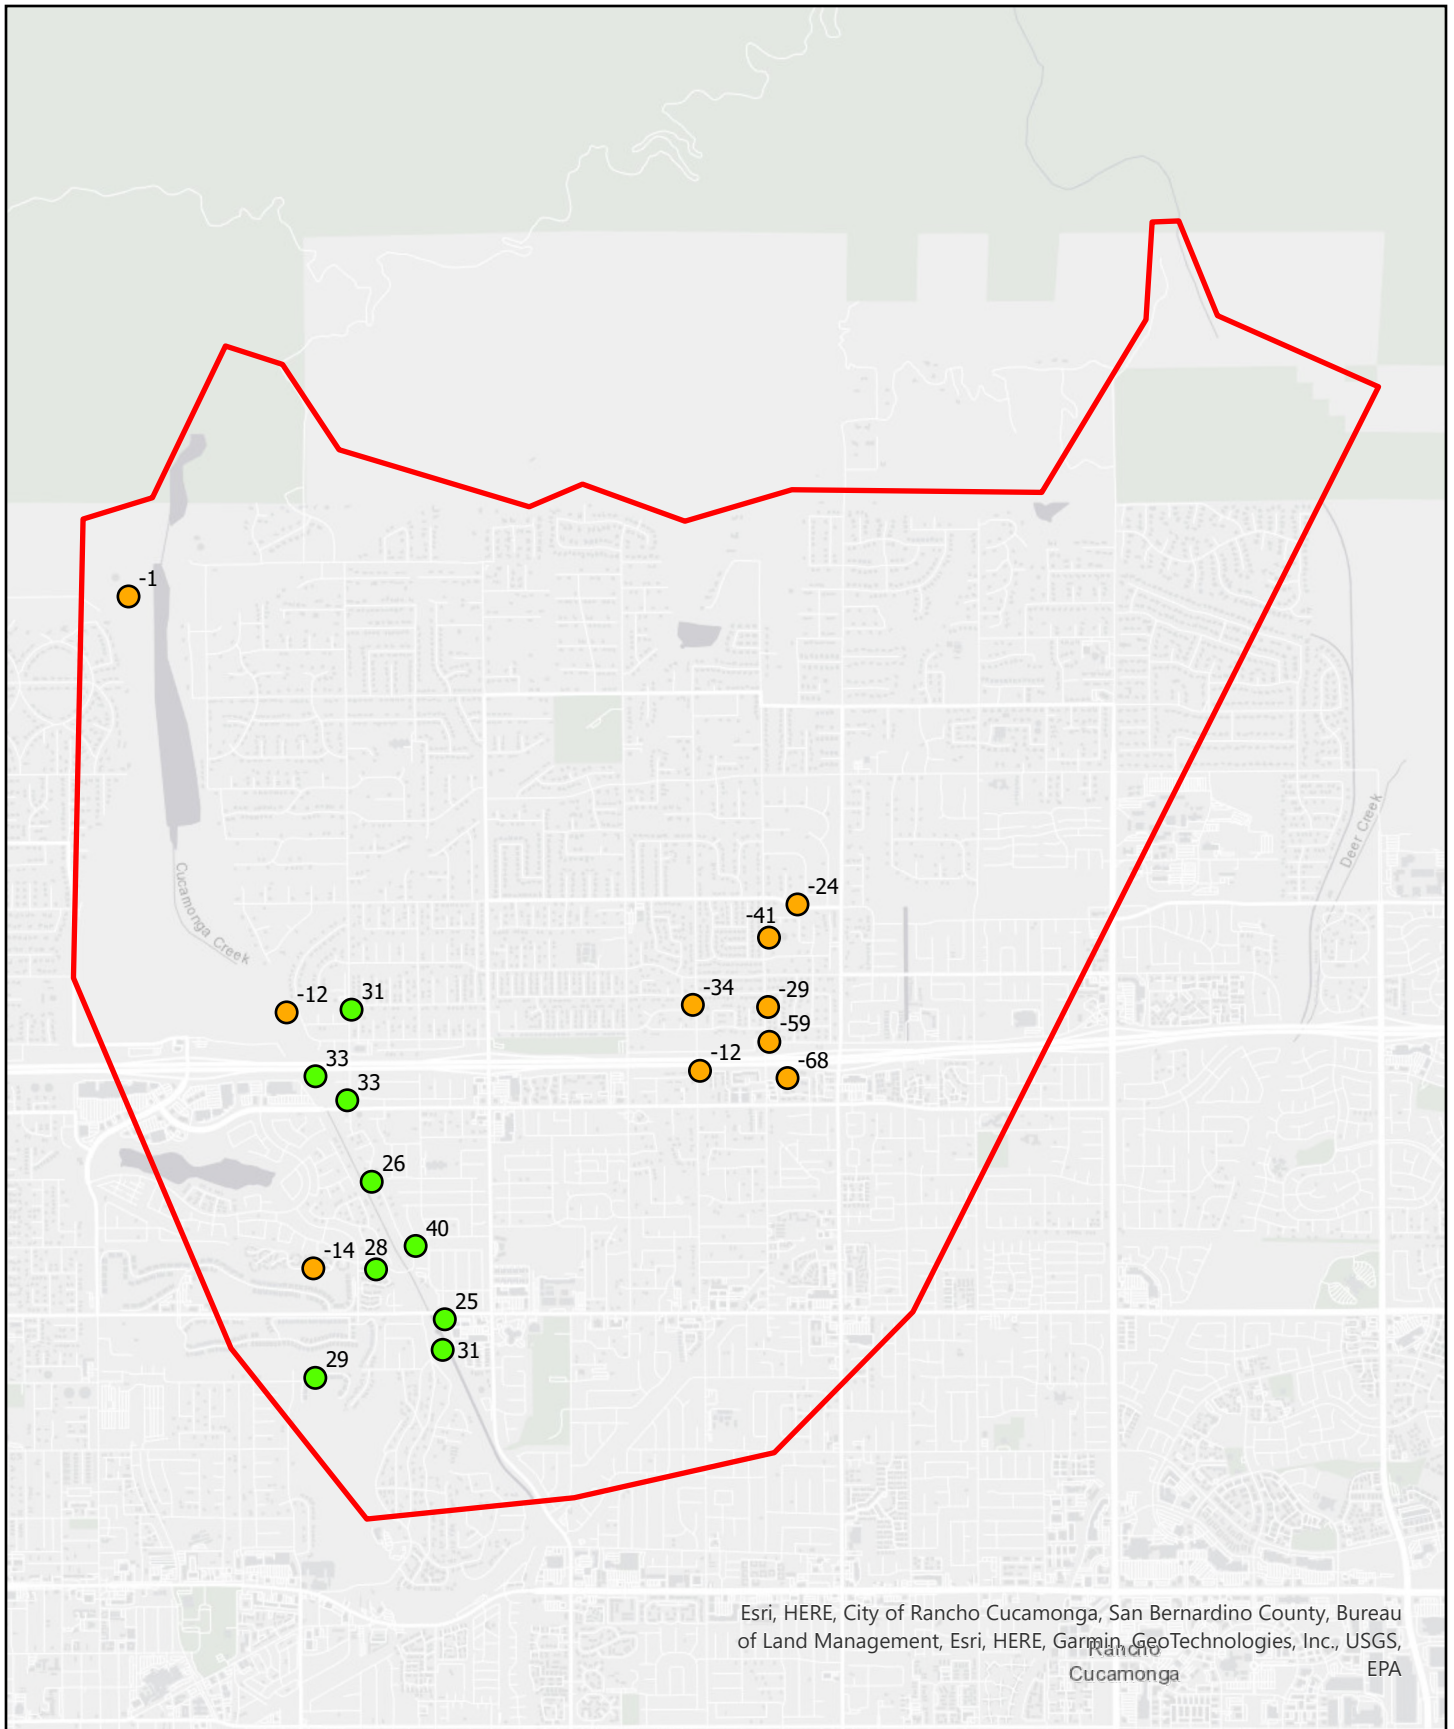 -1
-24
-41
Deer Creek
Cucamonga Creek
-12
31
-34
-29
-59
-12
-68
33
33
26
40
-14
28
25
31
29
Esri, HERE, City of Rancho Cucamonga, San Bernardino County, Bureau
of Land Management, Esri, HERE, Garmin, GeoTechnologies, Inc., USGS,
EPA
Rancho
Cucamonga